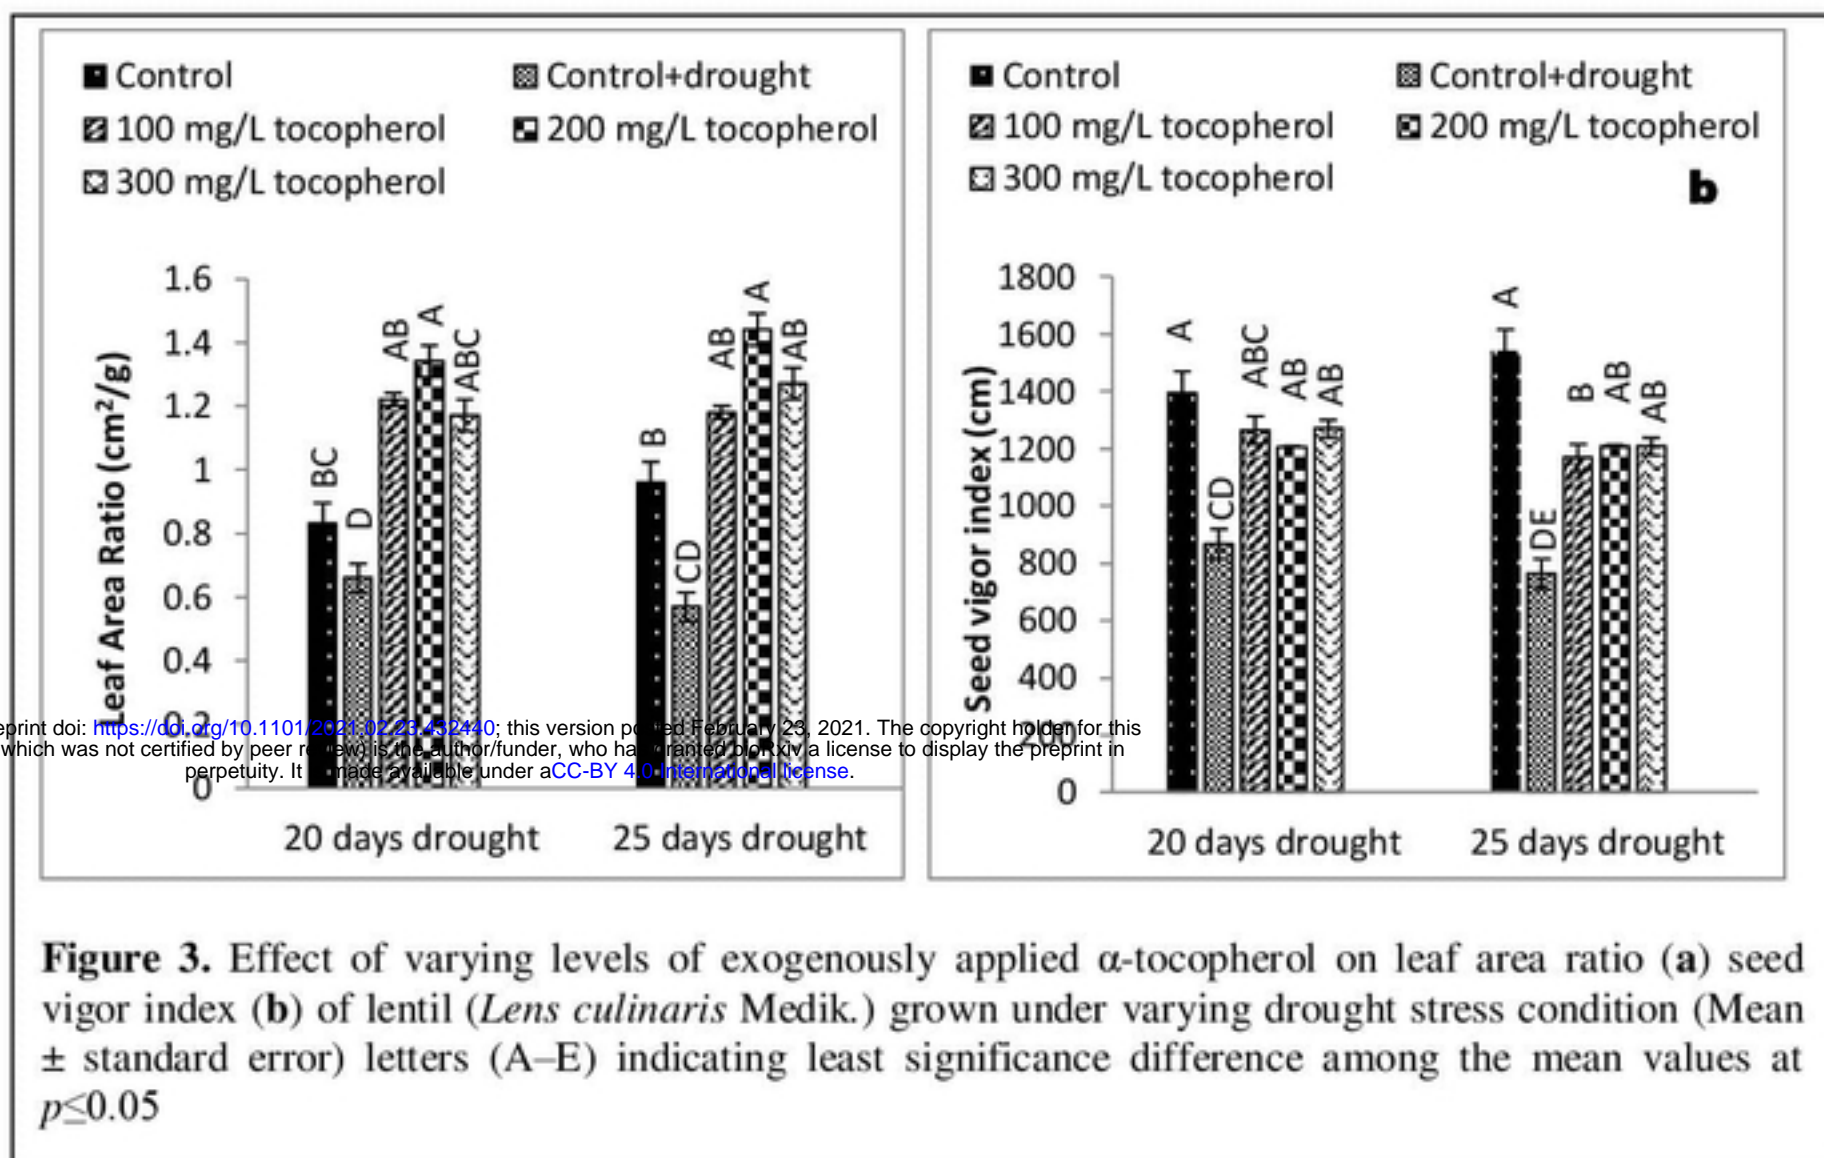 Control
Control+drought
100 mg/L tocopherol
200 mg/L tocopherol
300 mg/L tocopherol
Leaf Area Ratio (cm²/g)
1.6
1.4
1.2
1
0.8
0.6
0.4
0.2
0
BC
D
AB
A
ABC
B
CD
AB
A
AB
20 days drought
25 days drought
Control
Control+drought
100 mg/L tocopherol
200 mg/L tocopherol
300 mg/L tocopherol
b
Seed vigor index (cm)
1800
1600
1400
1200
1000
800
600
400
200
0
A
CD
ABC
AB
AB
A
DE
B
AB
AB
20 days drought
25 days drought
eprint doi: https://doi.org/10.1101/2021.02.23.432440; this version posted February 23, 2021. The copyright holder for this
which was not certified by peer review) is the author/funder, who has granted bioRxiv a license to display the preprint in
perpetuity. It is made available under aCC-BY 4.0 International license.
Figure 3. Effect of varying levels of exogenously applied α-tocopherol on leaf area ratio (a) seed
vigor index (b) of lentil (Lens culinaris Medik.) grown under varying drought stress condition (Mean
± standard error) letters (A–E) indicating least significance difference among the mean values at
p≤0.05